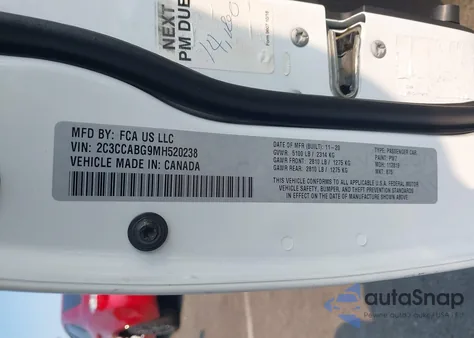 NEXT
PM DUE
MFD BY: FCA US LLC
VIN: 2C3CCABG9MH520238
VEHICLE MADE IN: CANADA
DATE OF MFR (BUILT) 11-20
GVWR: 5100 LB / 2314 KG
GAWR FRONT: 2810 LB / 1275 KG
GAWR REAR: 2810 LB / 1275 KG
TYPE: PASSENGER CAR
PAINT: PW7
THIS VEHICLE CONFORMS TO ALL APPLICABLE U.S.A. FEDERAL MOTOR
VEHICLE SAFETY, BUMPER, AND THEFT PREVENTION STANDARDS
IN EFFECT ON THE DATE OF MANUFACTURE SHOWN ABOVE
autoSnap